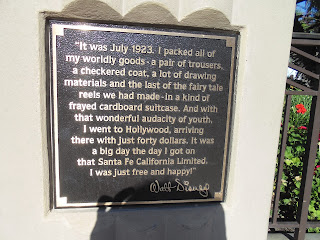 "It was July 1923. I packed all of
my worldly goods - a pair of trousers,
a checkered coat, a lot of drawing
materials and the last of the fairy tale
reels we had made - in a kind of
frayed cardboard suitcase. And with
that wonderful audacity of youth,
I went to Hollywood, arriving
there with just forty dollars. It was
a big day the day I got on
that Santa Fe California Limited.
I was just free and happy!"
Walt Disney